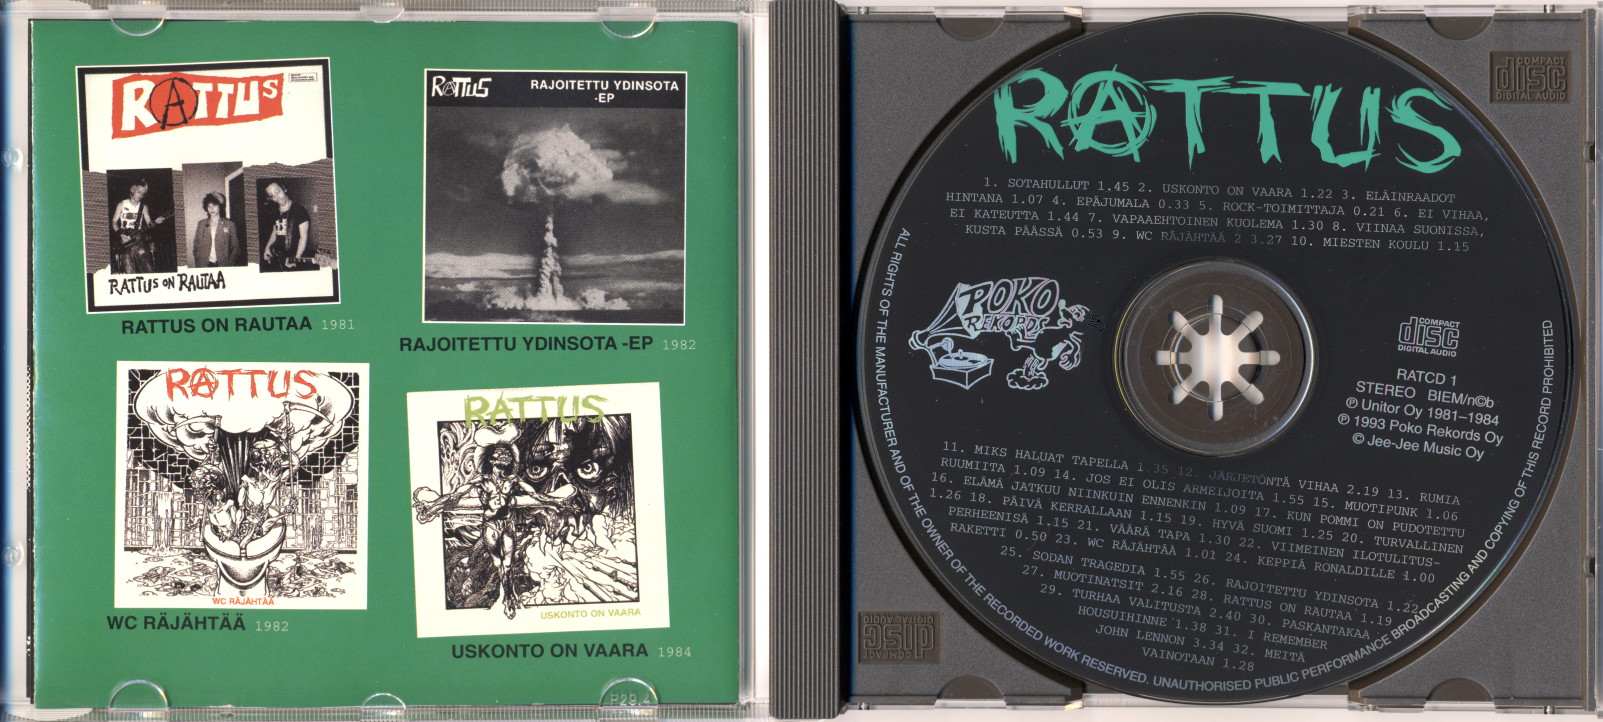 RATTUS
RATTUS ON RAUTAA
RATTUS ON RAUTAA 1981
RATTUS
RAJOITETTU YDINSOTA
-EP
RAJOITETTU YDINSOTA -EP 1982
RATTUS
WC RÄJÄHTÄÄ
WC RÄJÄHTÄÄ 1982
RATTUS
USKONTO ON VAARA
USKONTO ON VAARA 1984
P29.4
COMPACT
disc
DIGITAL AUDIO
RATTUS
1. SOTAHULLUT 1.45 2. USKONTO ON VAARA 1.22 3. ELÄINRAADOT
HINTANA 1.07 4. EPÄJUMALA 0.33 5. ROCK-TOIMITTAJA 0.21 6. EI VIHAA,
EI KATEUTTA 1.44 7. VAPAAEHTOINEN KUOLEMA 1.30 8. VIINAA SUONISSA,
KUSTA PÄÄSSÄ 0.53 9. WC RÄJÄHTÄÄ 2 3.27 10. MIESTEN KOULU 1.15
POKO
REKORDS
COMPACT
disc
DIGITAL AUDIO
RATCD 1
STEREO BIEM/n©b
℗ Unitor Oy 1981–1984
℗ 1993 Poko Rekords Oy
© Jee-Jee Music Oy
11. MIKS HALUAT TAPELLA 1.35 12. JÄRJETÖNTÄ VIHAA 2.19 13. RUMIA
RUUMIITA 1.09 14. JOS EI OLIS ARMEIJOITA 1.55 15. MUOTIPUNK 1.06
16. ELÄMÄ JATKUU NIINKUIN ENNENKIN 1.09 17. KUN POMMI ON PUDOTETTU
1.26 18. PÄIVÄ KERRALLAAN 1.15 19. HYVÄ SUOMI 1.25 20. TURVALLINEN
PERHEENISÄ 1.15 21. VÄÄRÄ TAPA 1.30 22. VIIMEINEN ILOTULITUS-
RAKETTI 0.50 23. WC RÄJÄHTÄÄ 1.01 24. KEPPIÄ RONALDILLE 1.00
25. SODAN TRAGEDIA 1.55 26. RAJOITETTU YDINSOTA 1.22
27. MUOTINATSIT 2.16 28. RATTUS ON RAUTAA 1.19
29. TURHAA VALITUSTA 2.40 30. PASKANTAKAA
HOUSUIHINNE 1.38 31. I REMEMBER
JOHN LENNON 3.34 32. MEITÄ
VAINOTAAN 1.28
ALL RIGHTS OF THE MANUFACTURER AND OF THE OWNER OF THE RECORDED WORK RESERVED. UNAUTHORISED PUBLIC PERFORMANCE BROADCASTING AND COPYING OF THIS RECORD PROHIBITED
COMPACT
disc
DIGITAL AUDIO